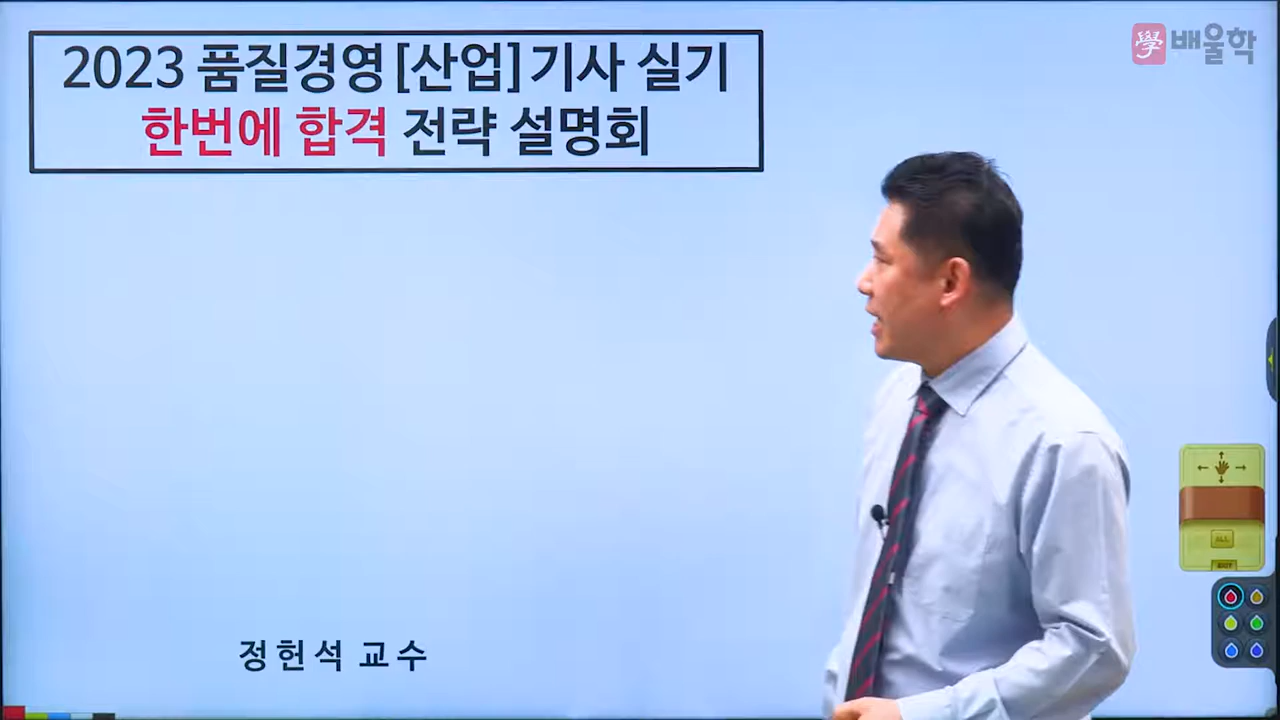 2023 품질경영[산업]기사 실기
한번에 합격 전략 설명회
學 배울학
정헌석 교수
ALL
EXIT